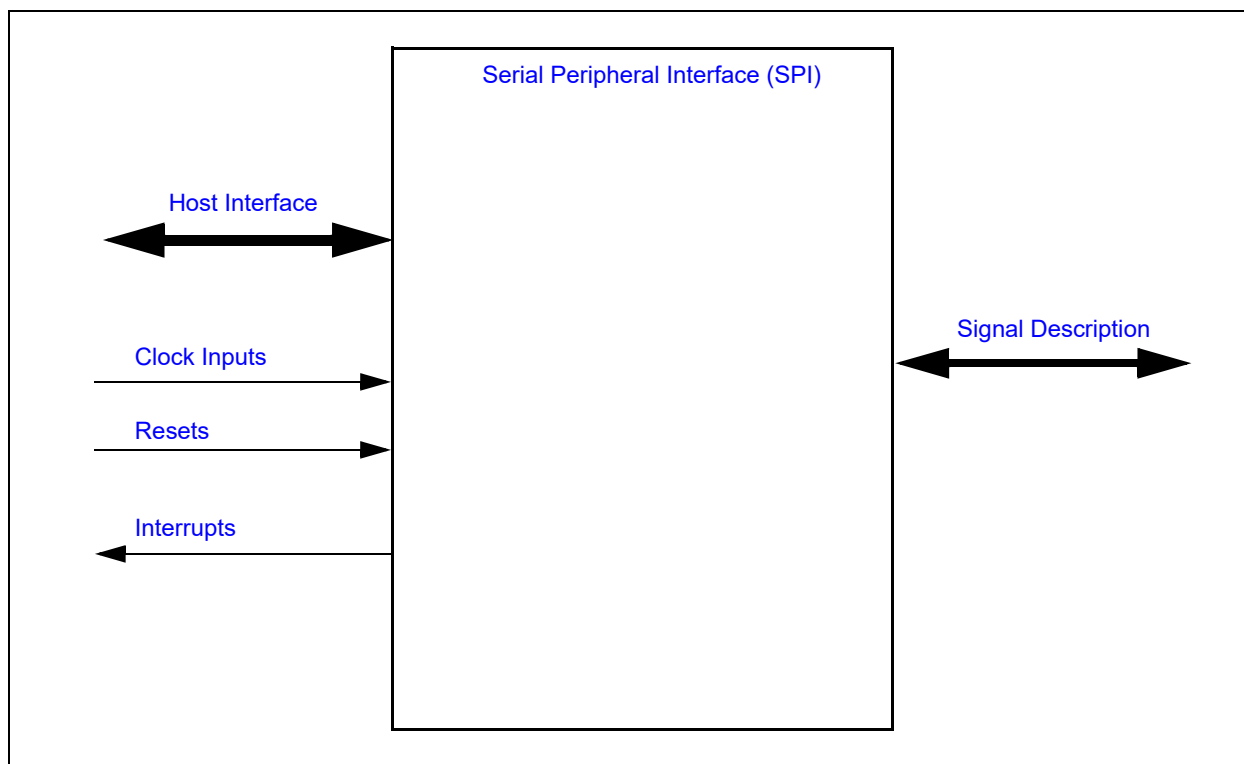 Serial Peripheral Interface (SPI)
Host Interface
Signal Description
Clock Inputs
Resets
Interrupts